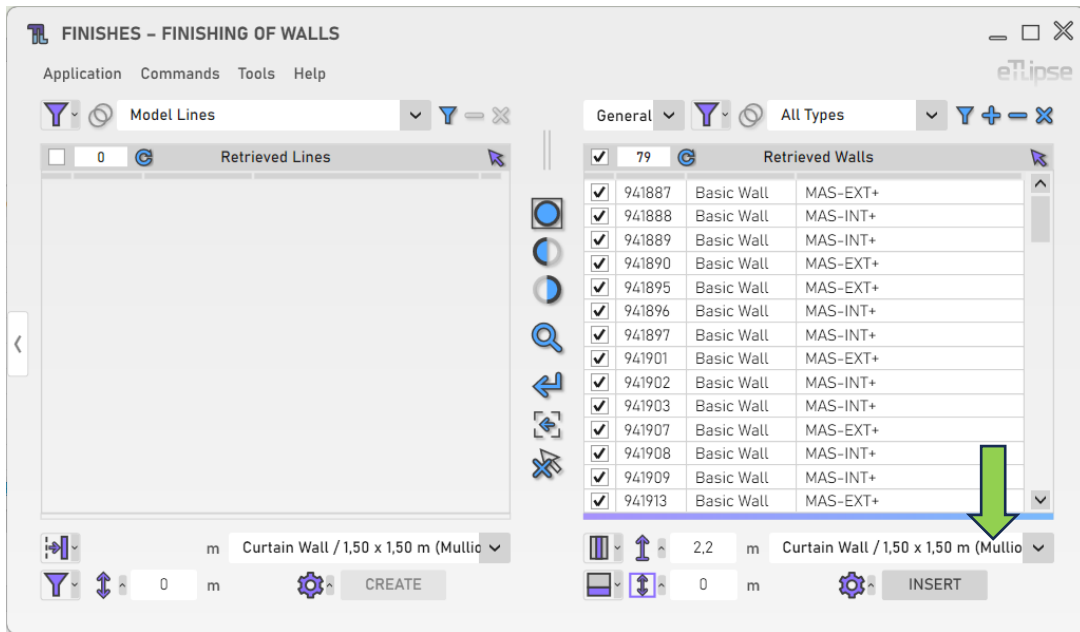 FINISHES – FINISHING OF WALLS
Application Commands Tools Help
eTLipse
Model Lines
General All Types
0 Retrieved Lines
79 Retrieved Walls
941887 Basic Wall MAS-EXT+
941888 Basic Wall MAS-INT+
941889 Basic Wall MAS-INT+
941890 Basic Wall MAS-EXT+
941895 Basic Wall MAS-EXT+
941896 Basic Wall MAS-INT+
941897 Basic Wall MAS-INT+
941901 Basic Wall MAS-EXT+
941902 Basic Wall MAS-INT+
941903 Basic Wall MAS-INT+
941907 Basic Wall MAS-EXT+
941908 Basic Wall MAS-INT+
941909 Basic Wall MAS-INT+
941913 Basic Wall MAS-EXT+
m Curtain Wall / 1,50 x 1,50 m (Mullio
0 m CREATE
2,2 m Curtain Wall / 1,50 x 1,50 m (Mullio
0 m INSERT